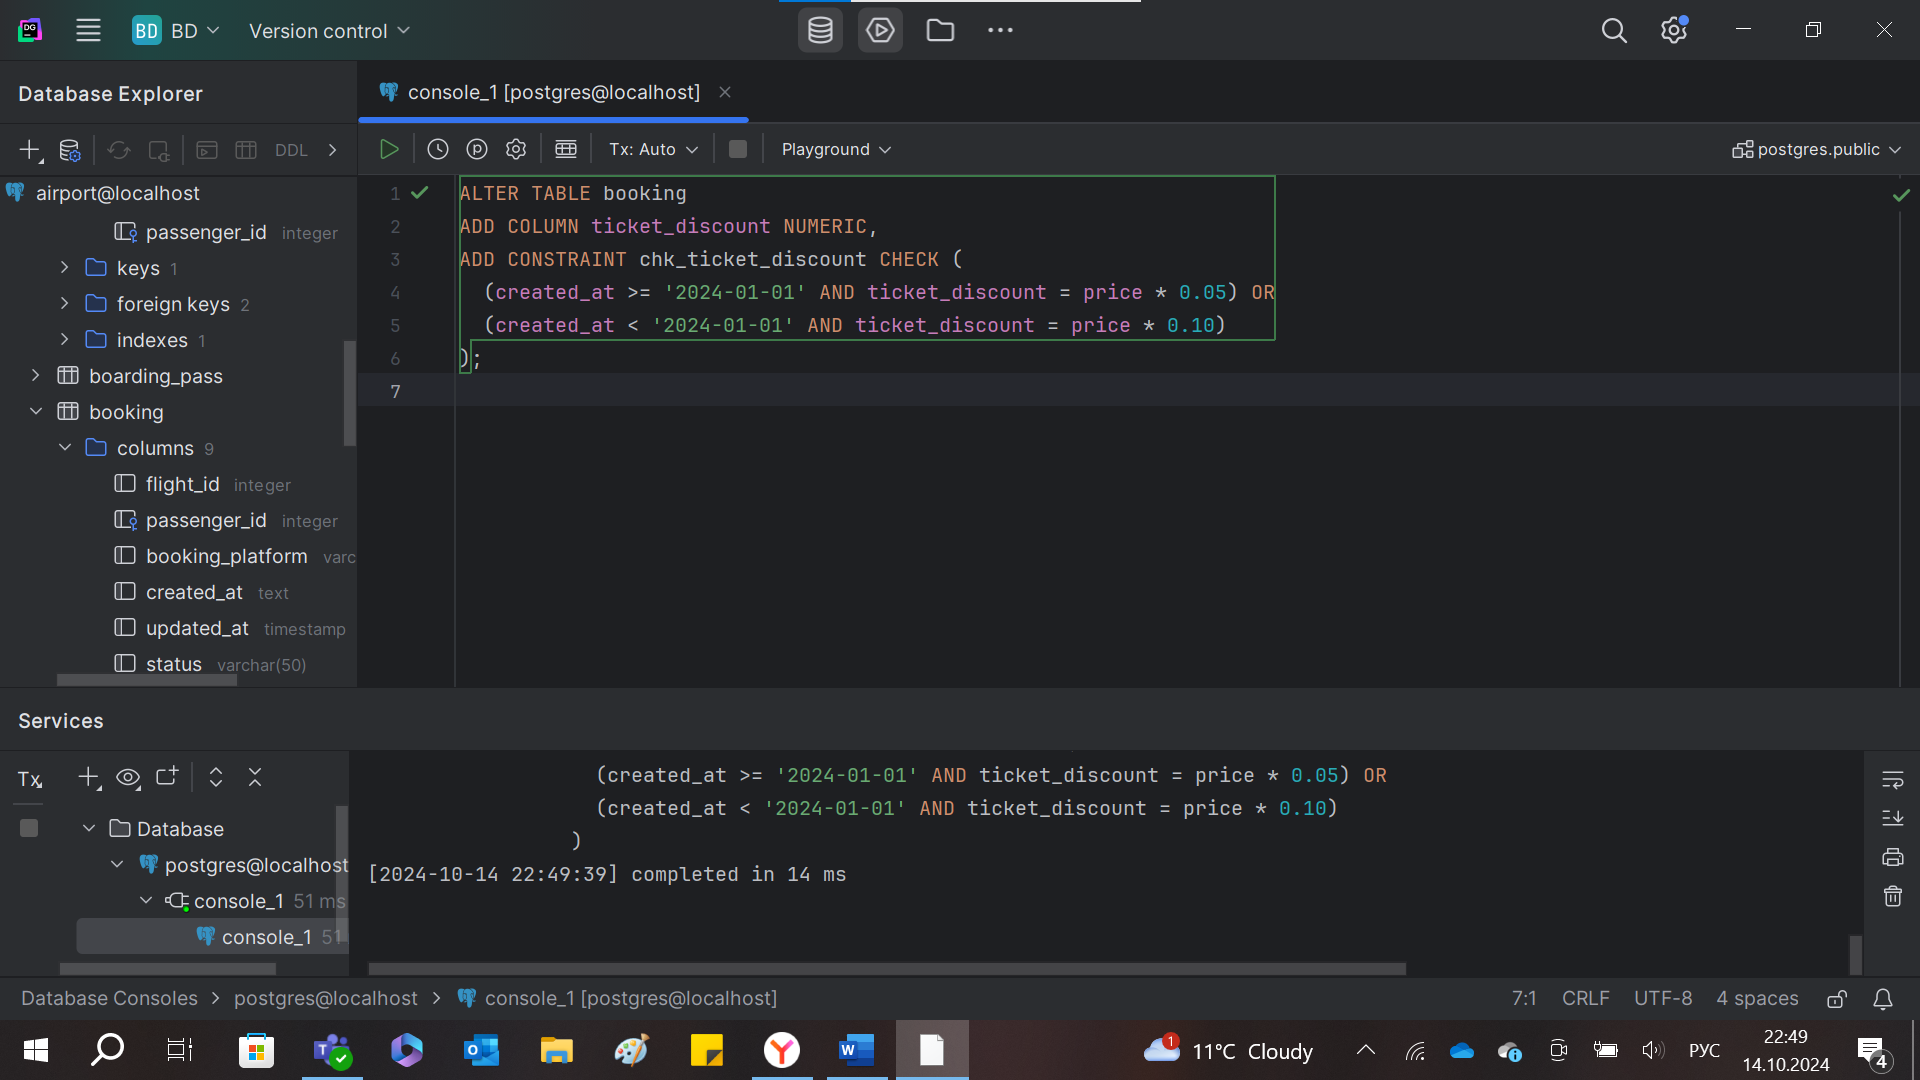 BD BD Version control
Database Explorer
console_1 [postgres@localhost]
DDL
Tx: Auto Playground postgres.public
airport@localhost
passenger_id integer
keys 1
foreign keys 2
indexes 1
boarding_pass
booking
columns 9
flight_id integer
passenger_id integer
booking_platform varc
created_at text
updated_at timestamp
status varchar(50)
1 ALTER TABLE booking
2 ADD COLUMN ticket_discount NUMERIC,
3 ADD CONSTRAINT chk_ticket_discount CHECK (
4 (created_at >= '2024-01-01' AND ticket_discount = price * 0.05) OR
5 (created_at < '2024-01-01' AND ticket_discount = price * 0.10)
6 );
7
Services
Tx
Database
postgres@localhost
console_1 51 ms
console_1 51
(created_at >= '2024-01-01' AND ticket_discount = price * 0.05) OR
(created_at < '2024-01-01' AND ticket_discount = price * 0.10)
)
[2024-10-14 22:49:39] completed in 14 ms
Database Consoles > postgres@localhost > console_1 [postgres@localhost]
7:1 CRLF UTF-8 4 spaces
1 11°C Cloudy
РУС
22:49
14.10.2024
4